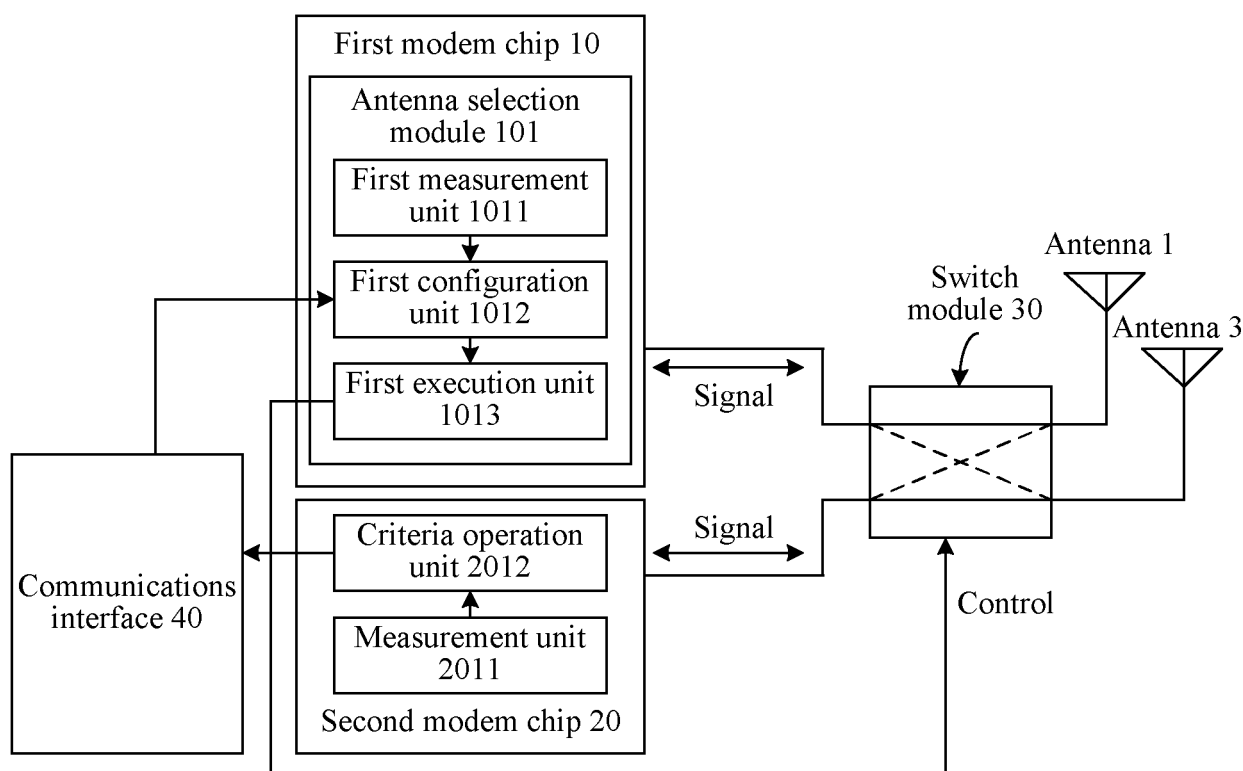 First modem chip 10
Antenna selection
module 101
First measurement
unit 1011
First configuration
unit 1012
First execution unit
1013
Signal
Switch
module 30
Antenna 1
Antenna 3
Communications
interface 40
Criteria operation
unit 2012
Measurement unit
2011
Second modem chip 20
Signal
Control